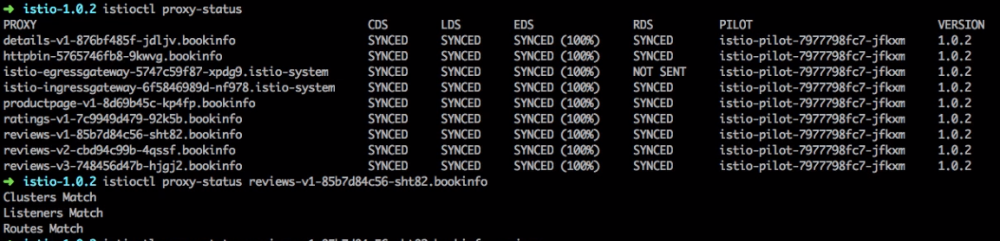 ➜ istio-1.0.2 istioctl proxy-status
PROXY CDS LDS EDS RDS PILOT VERSION
details-v1-876bf485f-jdljv.bookinfo SYNCED SYNCED SYNCED (100%) SYNCED istio-pilot-7977798fc7-jfkxm 1.0.2
httpbin-5765746fb8-9kwvg.bookinfo SYNCED SYNCED SYNCED (100%) SYNCED istio-pilot-7977798fc7-jfkxm 1.0.2
istio-egressgateway-5747c59f87-xpdg9.istio-system SYNCED SYNCED SYNCED (100%) NOT SENT istio-pilot-7977798fc7-jfkxm 1.0.2
istio-ingressgateway-6f5846989d-nf978.istio-system SYNCED SYNCED SYNCED (100%) SYNCED istio-pilot-7977798fc7-jfkxm 1.0.2
productpage-v1-8d69b45c-kp4fp.bookinfo SYNCED SYNCED SYNCED (100%) SYNCED istio-pilot-7977798fc7-jfkxm 1.0.2
ratings-v1-7c9949d479-92k5b.bookinfo SYNCED SYNCED SYNCED (100%) SYNCED istio-pilot-7977798fc7-jfkxm 1.0.2
reviews-v1-85b7d84c56-sht82.bookinfo SYNCED SYNCED SYNCED (100%) SYNCED istio-pilot-7977798fc7-jfkxm 1.0.2
reviews-v2-cbd94c99b-4qssf.bookinfo SYNCED SYNCED SYNCED (100%) SYNCED istio-pilot-7977798fc7-jfkxm 1.0.2
reviews-v3-748456d47b-hjgj2.bookinfo SYNCED SYNCED SYNCED (100%) SYNCED istio-pilot-7977798fc7-jfkxm 1.0.2
➜ istio-1.0.2 istioctl proxy-status reviews-v1-85b7d84c56-sht82.bookinfo
Clusters Match
Listeners Match
Routes Match
➜ istio-1.0.2 istioctl